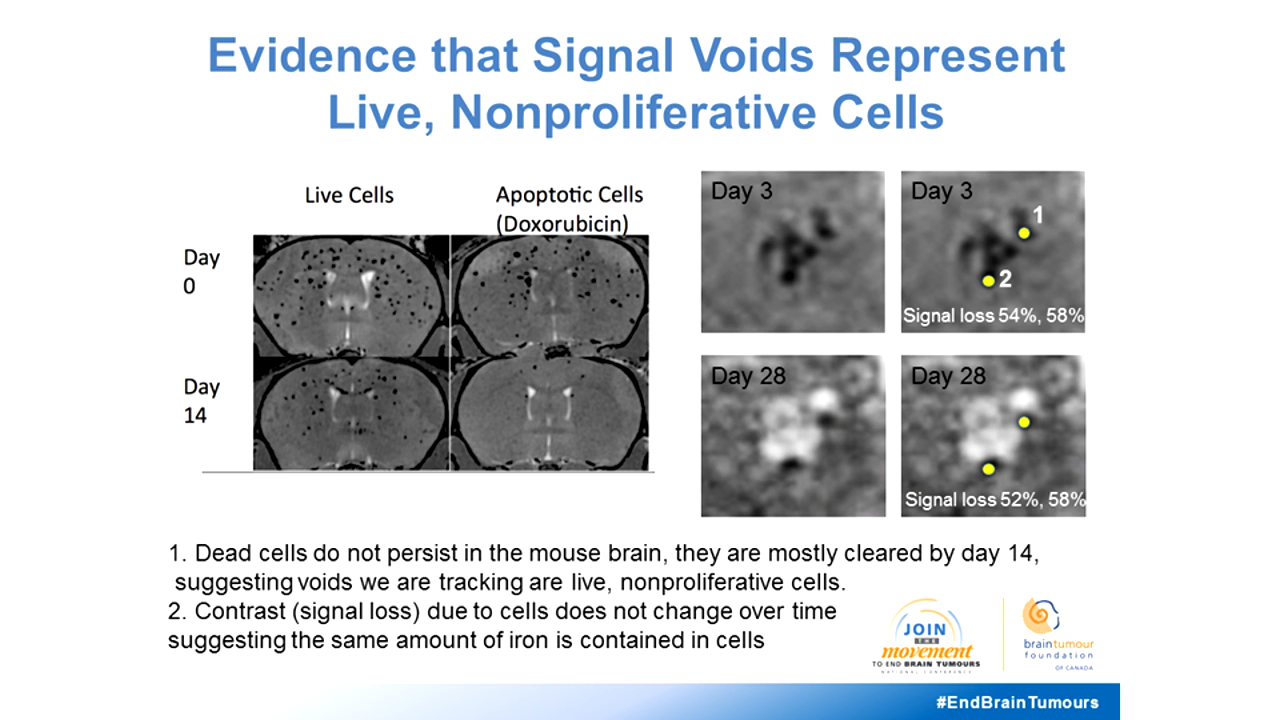 Evidence that Signal Voids Represent
Live, Nonproliferative Cells
Live Cells
Apoptotic Cells
(Doxorubicin)
Day
0
Day
14
Day 3
Day 3
1
2
Signal loss 54%, 58%
Day 28
Day 28
Signal loss 52%, 58%
1. Dead cells do not persist in the mouse brain, they are mostly cleared by day 14,
suggesting voids we are tracking are live, nonproliferative cells.
2. Contrast (signal loss) due to cells does not change over time
suggesting the same amount of iron is contained in cells
JOIN
THE
movement
TO END BRAIN TUMOURS
NATIONAL CONFERENCE
braintumour
foundation
OF CANADA
#EndBrainTumours